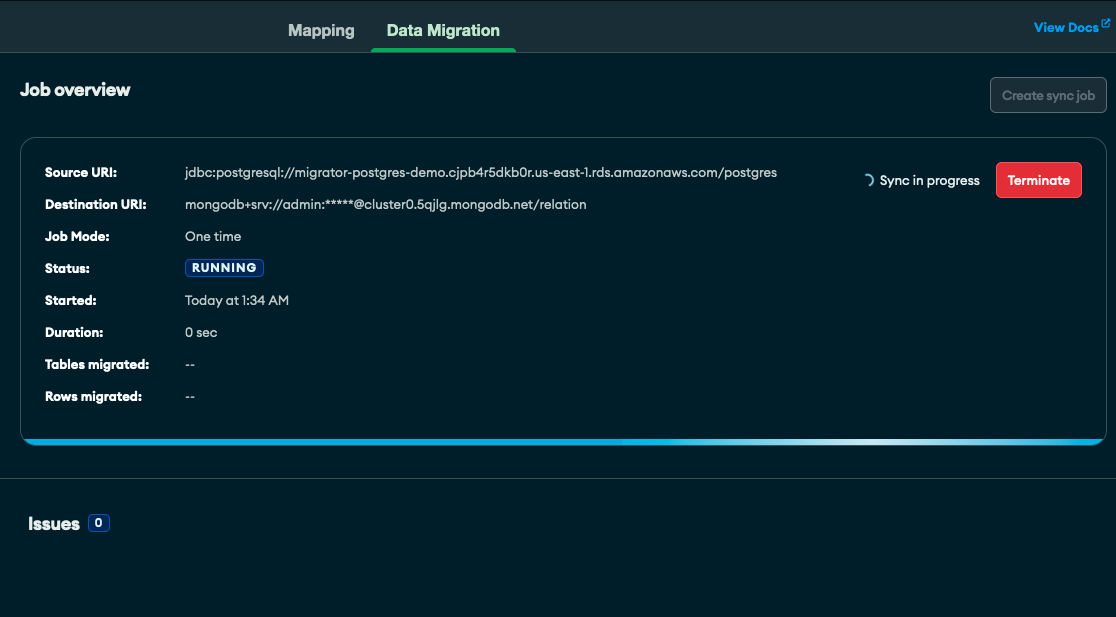 Mapping
Data Migration
View Docs
Job overview
Create sync job
Source URI: jdbc:postgresql://migrator-postgres-demo.cjpb4r5dkb0r.us-east-1.rds.amazonaws.com/postgres
Sync in progress
Terminate
Destination URI: mongodb+srv://admin:*****@cluster0.5qjlg.mongodb.net/relation
Job Mode: One time
Status: RUNNING
Started: Today at 1:34 AM
Duration: 0 sec
Tables migrated: --
Rows migrated: --
Issues 0